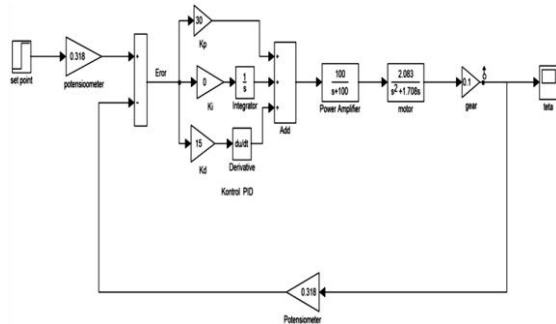 set point
0.318
potensioometer
+
-
Eror
30
Kp
0
Ki
1
s
Integrator
15
Kd
du/dt
Derivative
Kontrol PID
+
+
+
Add
100
s+100
Power Amplifier
2.083
s2 +1.708s
motor
0.1
gear
teta
0.318
Potensiometer